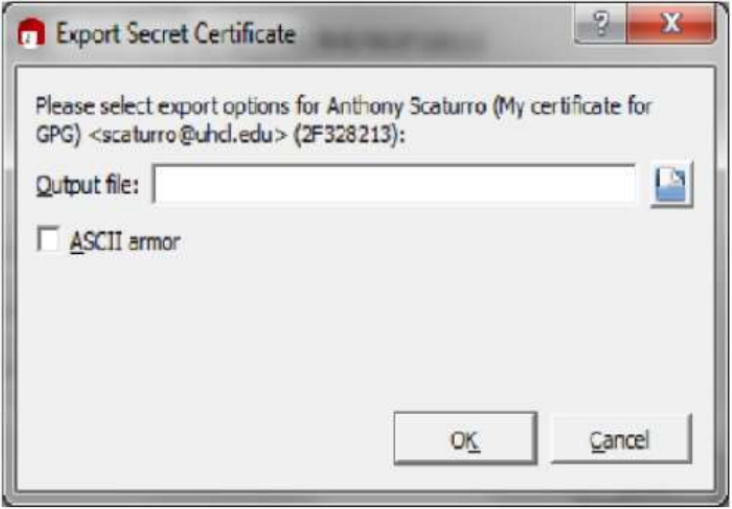 Export Secret Certificate
Please select export options for Anthony Scaturro (My certificate for
GPG) <scaturro@uhcl.edu> (2F328213):
Output file:
ASCII armor
OK
Cancel